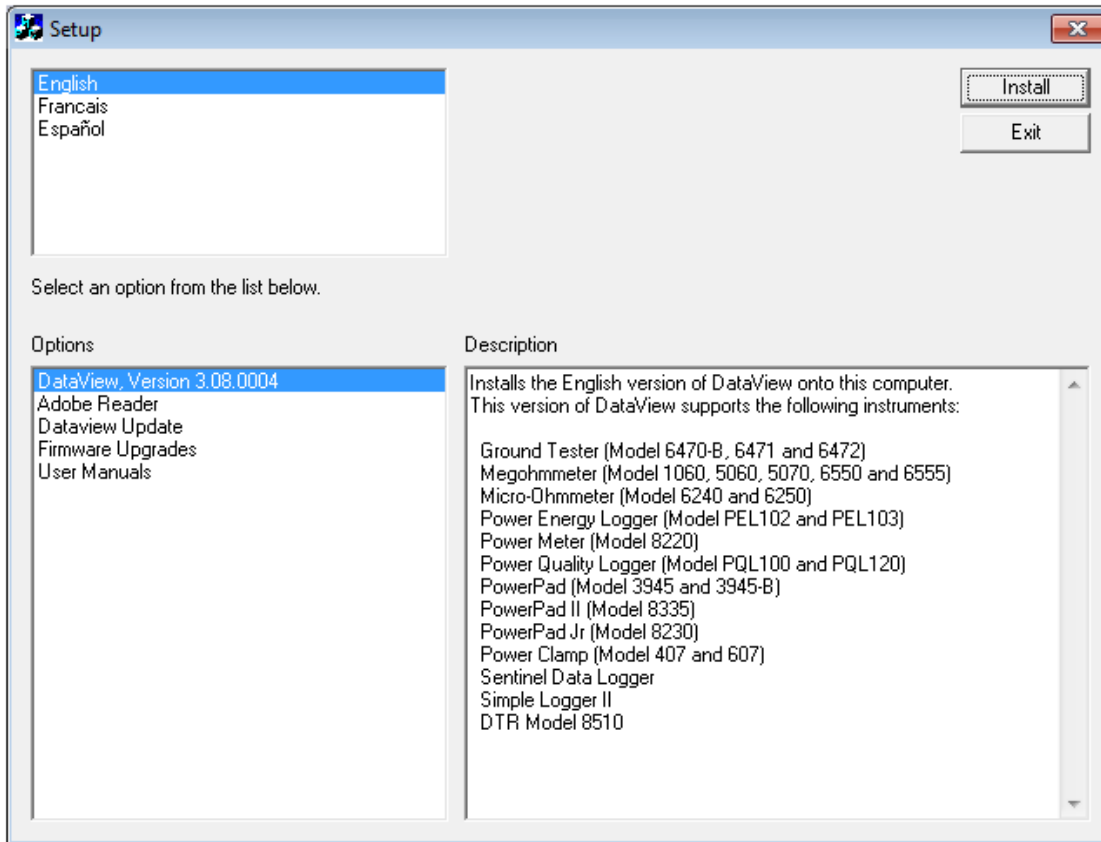 Setup
English
Francais
Español
Install
Exit
Select an option from the list below.
Options
Description
DataView, Version 3.08.0004
Adobe Reader
Dataview Update
Firmware Upgrades
User Manuals
Installs the English version of DataView onto this computer.
This version of DataView supports the following instruments:
Ground Tester (Model 6470-B, 6471 and 6472)
Megohmmeter (Model 1060, 5060, 5070, 6550 and 6555)
Micro-Ohmmeter (Model 6240 and 6250)
Power Energy Logger (Model PEL102 and PEL103)
Power Meter (Model 8220)
Power Quality Logger (Model PQL100 and PQL120)
PowerPad (Model 3945 and 3945-B)
PowerPad II (Model 8335)
PowerPad Jr (Model 8230)
Power Clamp (Model 407 and 607)
Sentinel Data Logger
Simple Logger II
DTR Model 8510